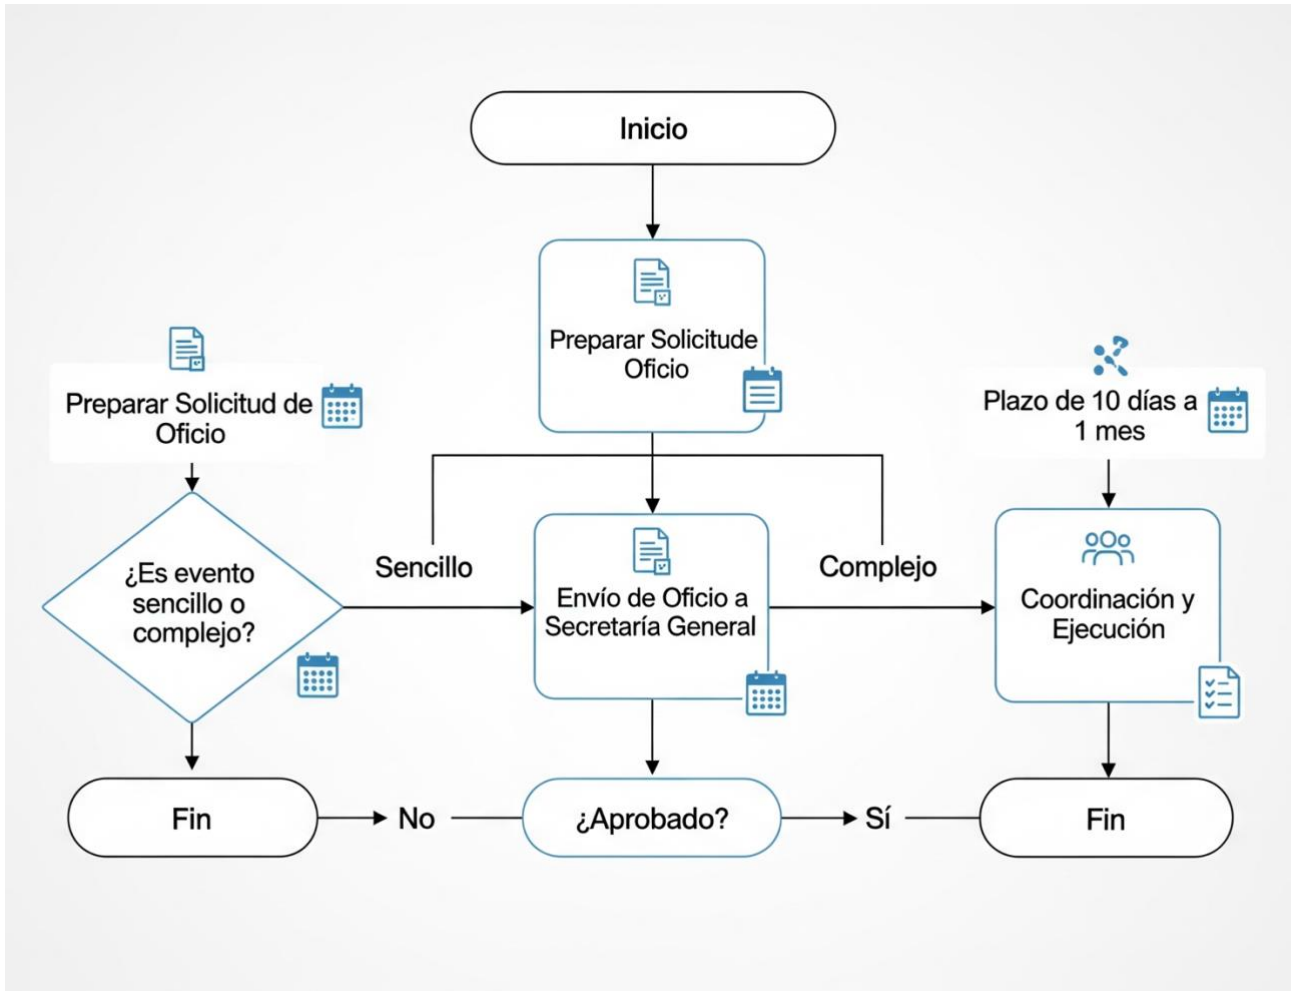 Inicio
Preparar Solicitude
Oficio
Preparar Solicitud de
Oficio
Plazo de 10 días a
1 mes
¿Es evento
sencillo o
complejo?
Sencillo
Envío de Oficio a
Secretaría General
Complejo
Coordinación y
Ejecución
Fin
No
¿Aprobado?
Sí
Fin